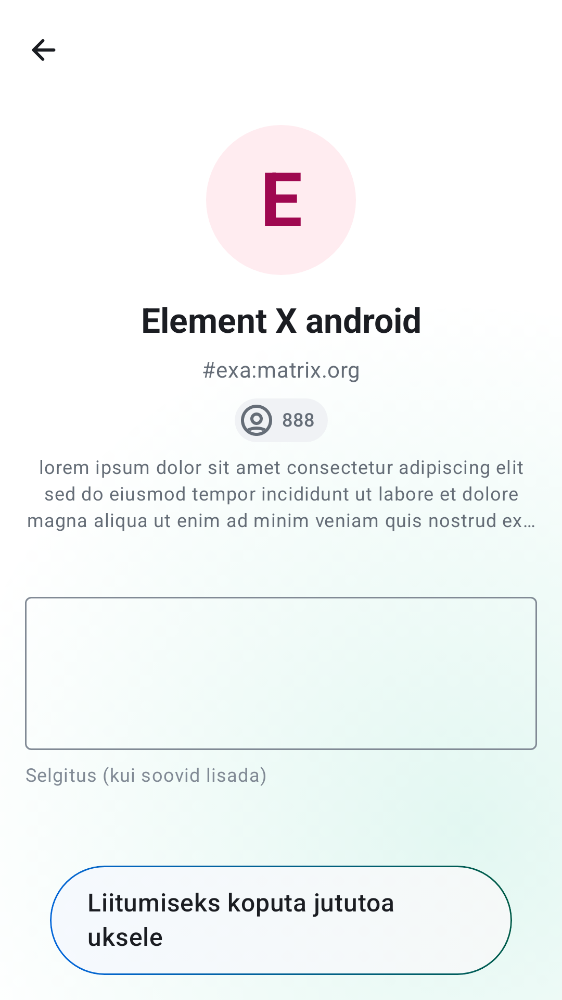 E
Element X android
#exa:matrix.org
888
lorem ipsum dolor sit amet consectetur adipiscing elit
sed do eiusmod tempor incididunt ut labore et dolore
magna aliqua ut enim ad minim veniam quis nostrud ex…
Selgitus (kui soovid lisada)
Liitumiseks koputa jututoa
uksele